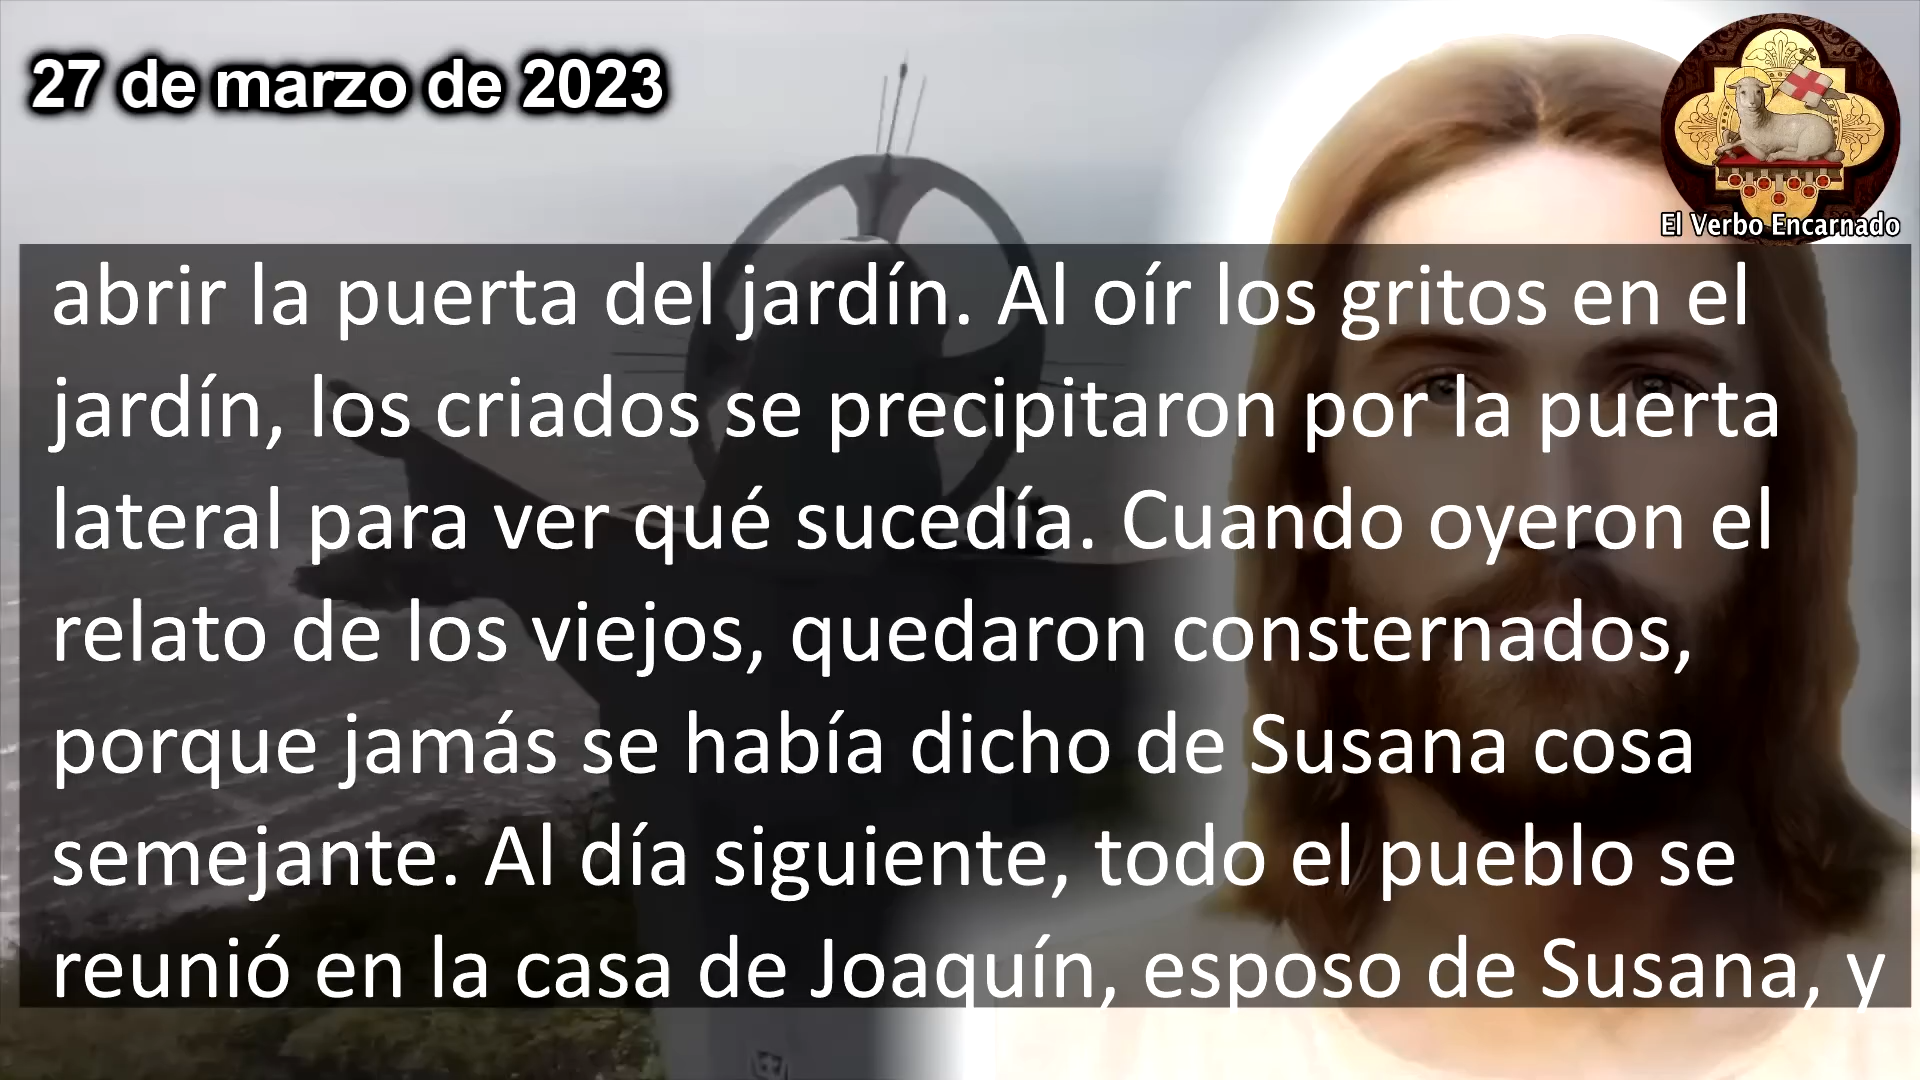 27 de marzo de 2023
El Verbo Encarnado
abrir la puerta del jardín. Al oír los gritos en el
jardín, los criados se precipitaron por la puerta
lateral para ver qué sucedía. Cuando oyeron el
relato de los viejos, quedaron consternados,
porque jamás se había dicho de Susana cosa
semejante. Al día siguiente, todo el pueblo se
reunió en la casa de Joaquín, esposo de Susana, y